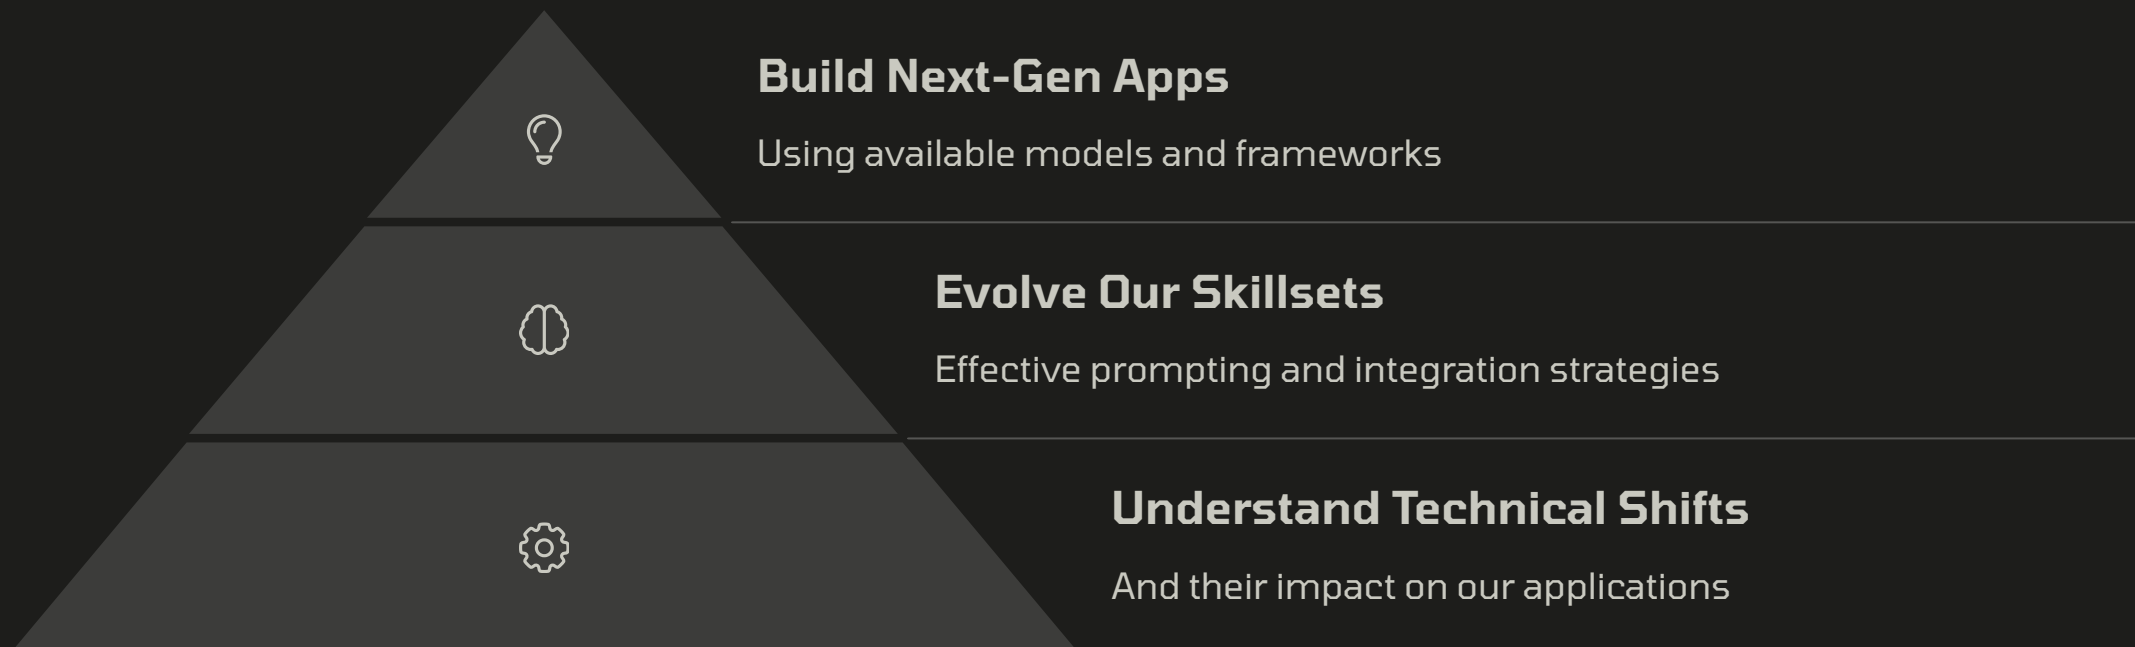 Build Next-Gen Apps
Using available models and frameworks
Evolve Our Skillsets
Effective prompting and integration strategies
Understand Technical Shifts
And their impact on our applications